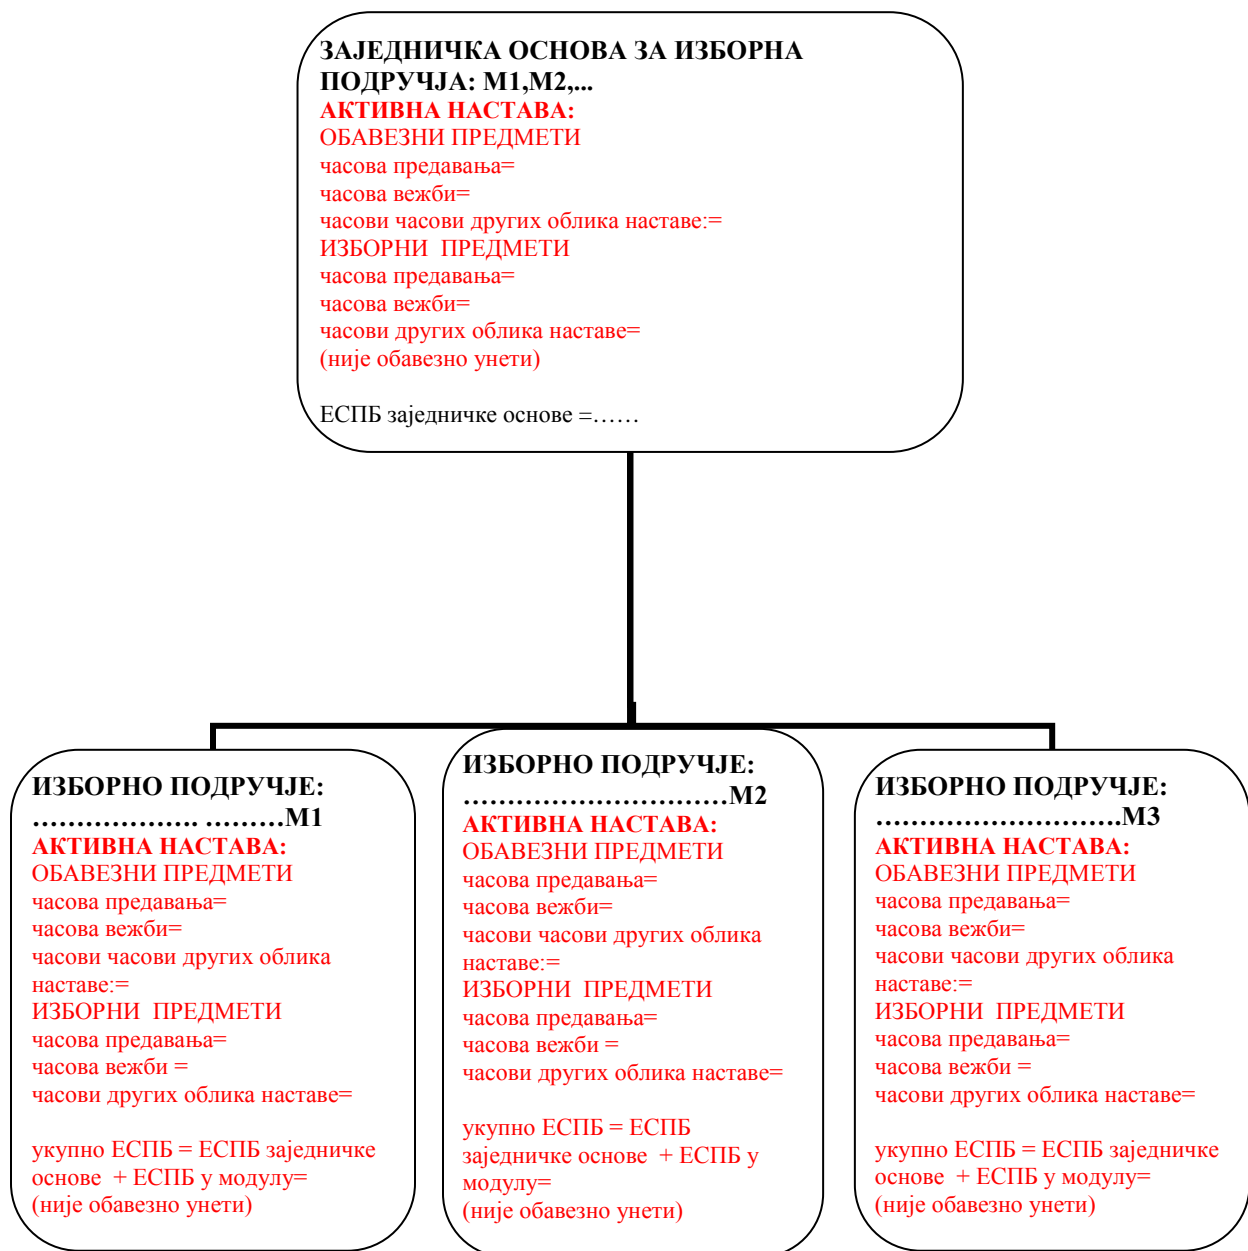 ЗАЈЕДНИЧКА ОСНОВА ЗА ИЗБОРНА
ПОДРУЧЈА: М1,М2,...
АКТИВНА НАСТАВА:
ОБАВЕЗНИ ПРЕДМЕТИ
часова предавања=
часова вежби=
часови часови других облика наставе:=
ИЗБОРНИ  ПРЕДМЕТИ
часова предавања=
часова вежби=
часови других облика наставе=
(није обавезно унети)
ЕСПБ заједничке основе =……
ИЗБОРНО ПОДРУЧЈЕ:
………………. ………М1
АКТИВНА НАСТАВА:
ОБАВЕЗНИ ПРЕДМЕТИ
часова предавања=
часова вежби=
часови часови других облика
наставе:=
ИЗБОРНИ  ПРЕДМЕТИ
часова предавања=
часова вежби =
часови других облика наставе=
укупно ЕСПБ = ЕСПБ заједничке
основе  + ЕСПБ у модулу=
(није обавезно унети)
ИЗБОРНО ПОДРУЧЈЕ:
…………………………М2
АКТИВНА НАСТАВА:
ОБАВЕЗНИ ПРЕДМЕТИ
часова предавања=
часова вежби=
часови часови других облика
наставе:=
ИЗБОРНИ  ПРЕДМЕТИ
часова предавања=
часова вежби =
часови других облика наставе=
укупно ЕСПБ = ЕСПБ
заједничке основе  + ЕСПБ у
модулу=
(није обавезно унети)
ИЗБОРНО ПОДРУЧЈЕ:
……………………….М3
АКТИВНА НАСТАВА:
ОБАВЕЗНИ ПРЕДМЕТИ
часова предавања=
часова вежби=
часови часови других облика
наставе:=
ИЗБОРНИ  ПРЕДМЕТИ
часова предавања=
часова вежби =
часови других облика наставе=
укупно ЕСПБ = ЕСПБ заједничке
основе  + ЕСПБ у модулу=
(није обавезно унети)